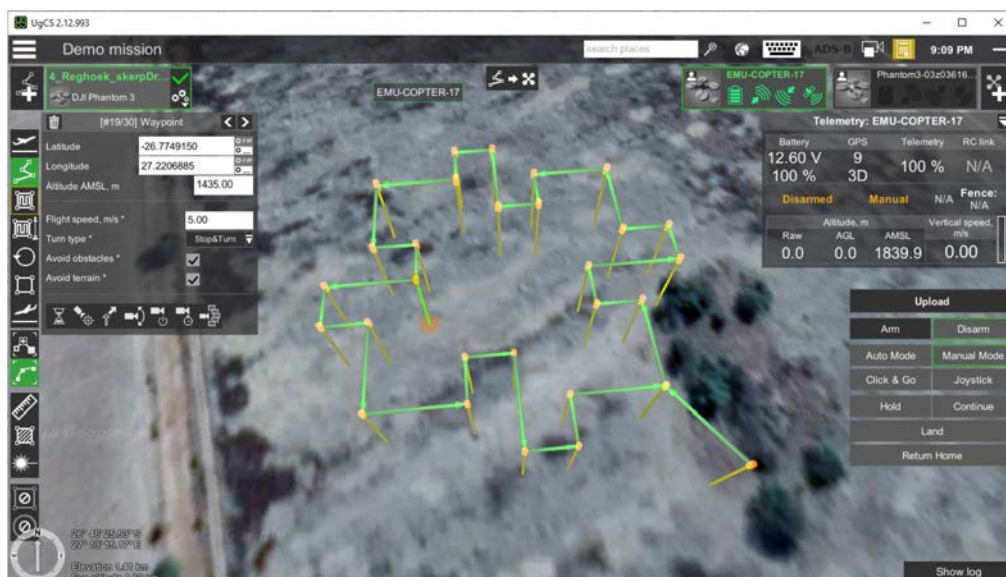 UgCS 2.12.993
Demo mission
search places
ADS-B
9:09 PM
4_Reghoek_skerpDr...
DJI Phantom 3
EMU-COPTER-17
EMU-COPTER-17
Phantom3-03z03616...
[#19/30] Waypoint
Latitude
-26.7749150
Longitude
27.2206885
Altitude AMSL, m
1435.00
Flight speed, m/s *
5.00
Turn type *
Stop&Turn
Avoid obstacles *
Avoid terrain *
Telemetry: EMU-COPTER-17
Battery GPS Telemetry RC link
12.60 V 9 100 % N/A
100 % 3D
Disarmed Manual N/A Fence: N/A
Altitude, m Vertical speed, m/s
Raw AGL AMSL
0.0 0.0 1839.9 0.00
Upload
Arm Disarm
Auto Mode Manual Mode
Click & Go Joystick
Hold Continue
Land
Return Home
N
Elevation 1.41 km
Show log